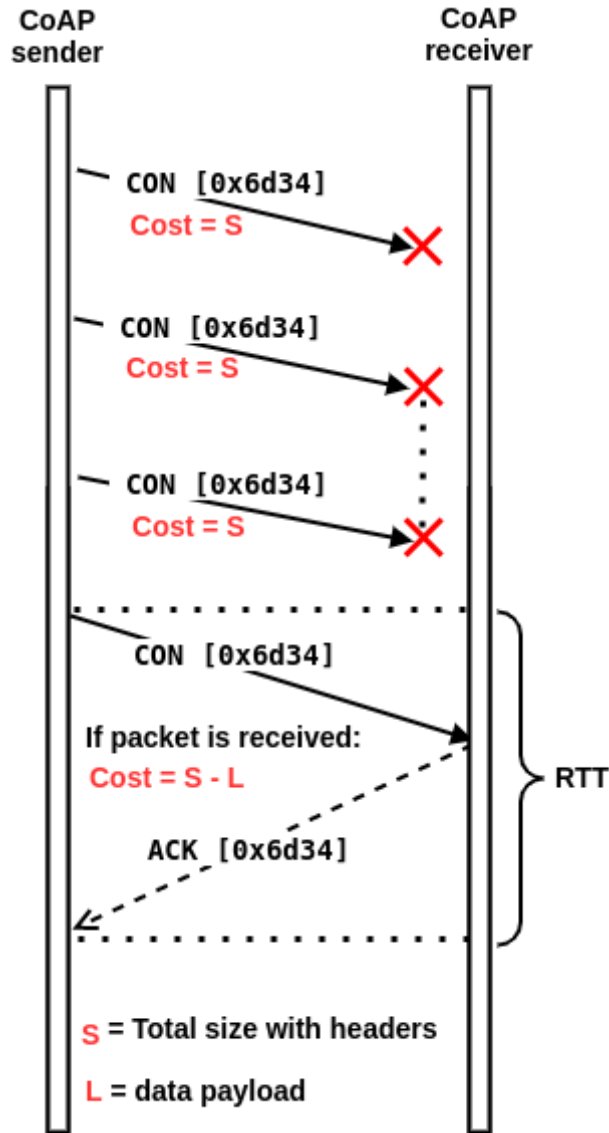 CoAP
sender
CoAP
receiver
CON [0x6d34]
Cost = S
CON [0x6d34]
Cost = S
CON [0x6d34]
Cost = S
CON [0x6d34]
If packet is received:
Cost = S - L
RTT
ACK [0x6d34]
S = Total size with headers
L = data payload